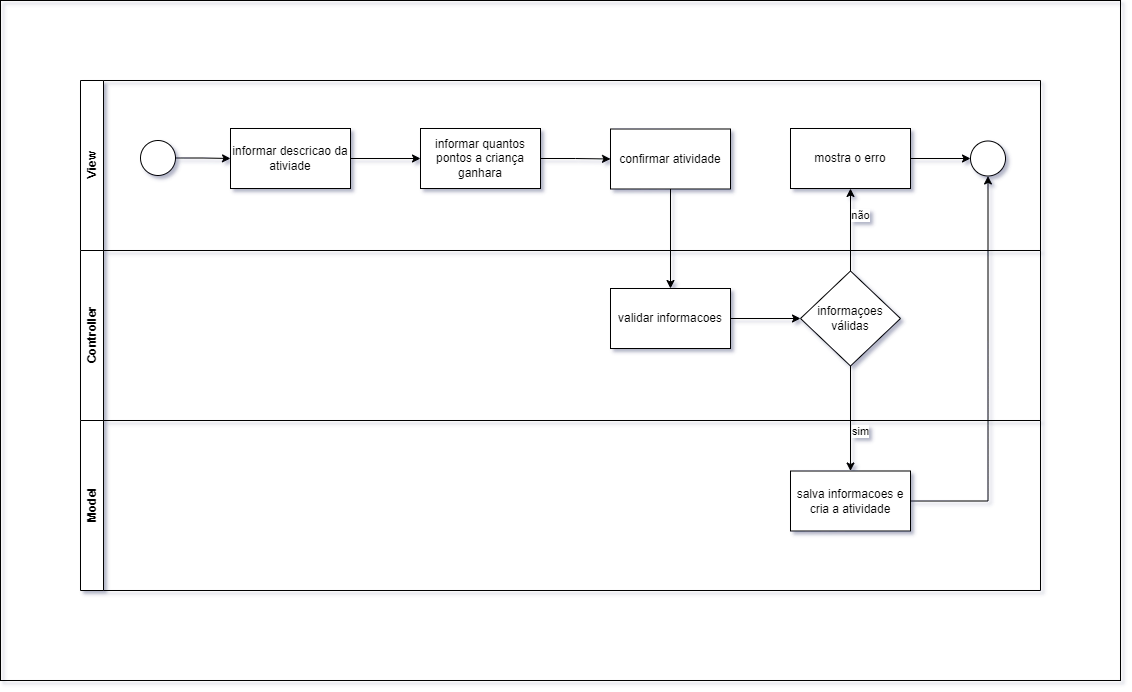 View
informar descricao da
ativiade
informar quantos
pontos a criança
ganhara
confirmar atividade
mostra o erro
não
Controller
validar informacoes
informaçoes
válidas
sim
Model
salva informacoes e
cria a atividade